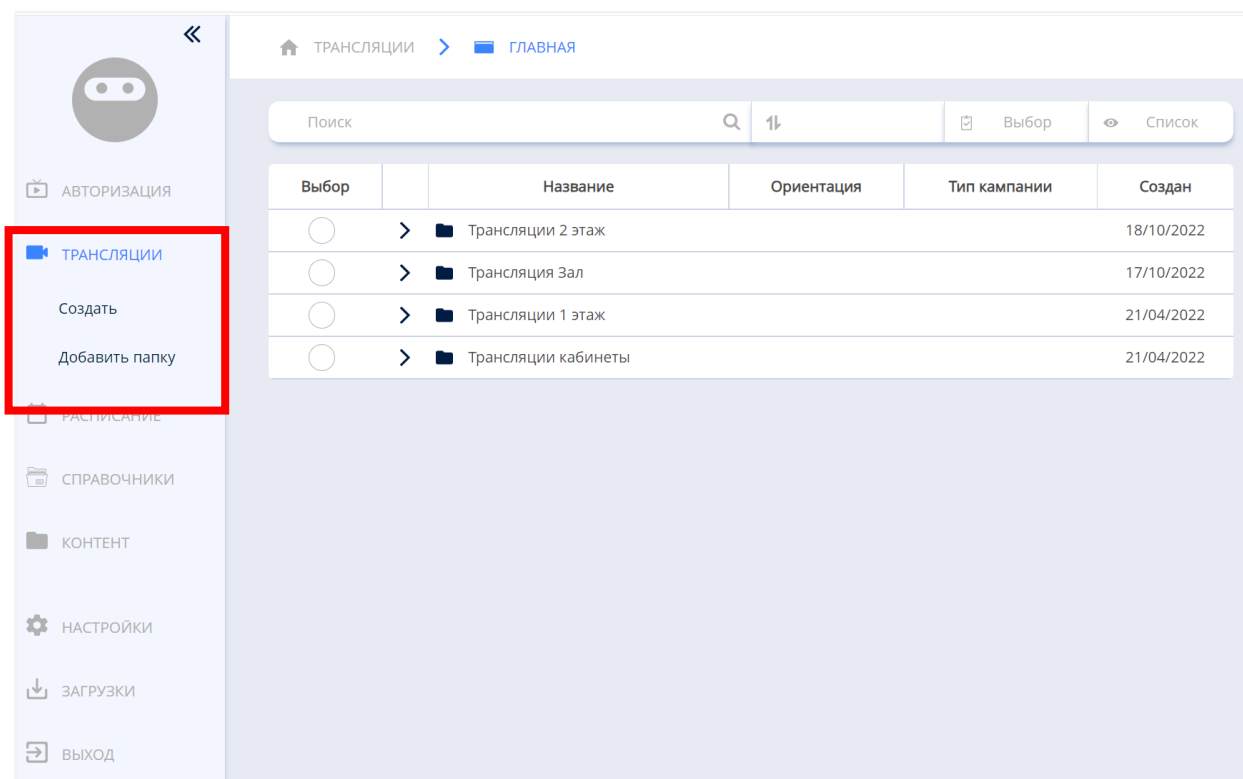 ТРАНСЛЯЦИИ ГЛАВНАЯ
Поиск Выбор Список
АВТОРИЗАЦИЯ
ТРАНСЛЯЦИИ
Создать
Добавить папку
РАСПИСАНИЕ
СПРАВОЧНИКИ
КОНТЕНТ
НАСТРОЙКИ
ЗАГРУЗКИ
ВЫХОД
Выбор Название Ориентация Тип кампании Создан
Трансляции 2 этаж 18/10/2022
Трансляция Зал 17/10/2022
Трансляции 1 этаж 21/04/2022
Трансляции кабинеты 21/04/2022